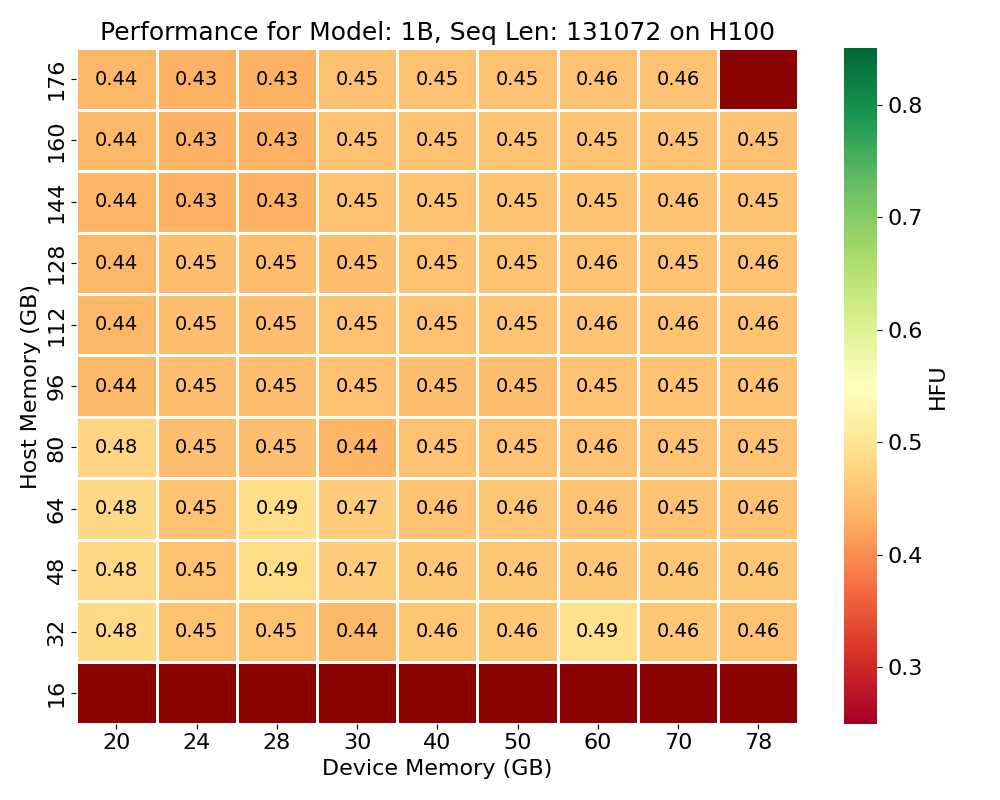 Performance for Model: 1B, Seq Len: 131072 on H100
176 0.44 0.43 0.43 0.45 0.45 0.45 0.46 0.46
160 0.44 0.43 0.43 0.45 0.45 0.45 0.45 0.45 0.45
144 0.44 0.43 0.43 0.45 0.45 0.45 0.45 0.46 0.45
128 0.44 0.45 0.45 0.45 0.45 0.45 0.46 0.45 0.46
112 0.44 0.45 0.45 0.45 0.45 0.45 0.46 0.46 0.46
96 0.44 0.45 0.45 0.45 0.45 0.45 0.45 0.45 0.46
80 0.48 0.45 0.45 0.44 0.45 0.45 0.46 0.45 0.45
64 0.48 0.45 0.49 0.47 0.46 0.46 0.46 0.45 0.46
48 0.48 0.45 0.49 0.47 0.46 0.46 0.46 0.46 0.46
32 0.48 0.45 0.45 0.44 0.46 0.46 0.49 0.46 0.46
16
20 24 28 30 40 50 60 70 78
Device Memory (GB)
Host Memory (GB)
0.8
0.7
0.6
0.5
0.4
0.3
HFU